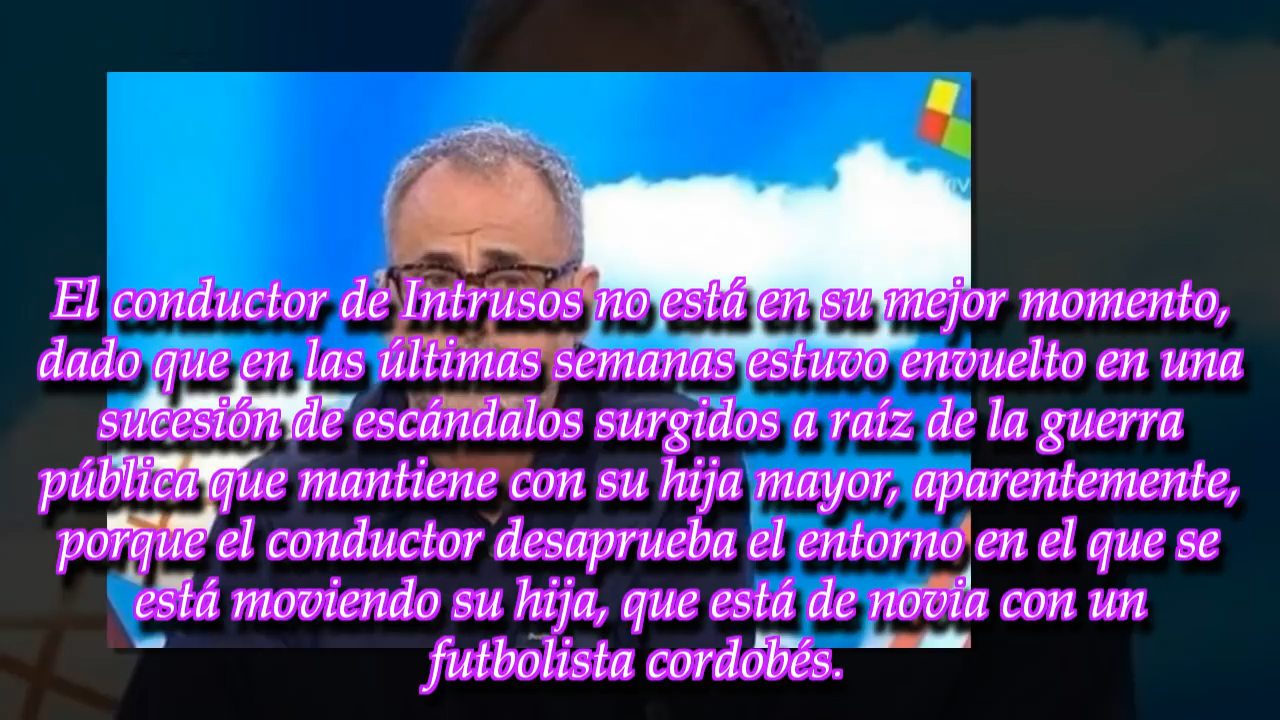 El conductor de Intrusos no está en su mejor momento,
dado que en las últimas semanas estuvo envuelto en una
sucesión de escándalos surgidos a raíz de la guerra
pública que mantiene con su hija mayor, aparentemente,
porque el conductor desaprueba el entorno en el que se
está moviendo su hija, que está de novia con un
futbolista cordobés.